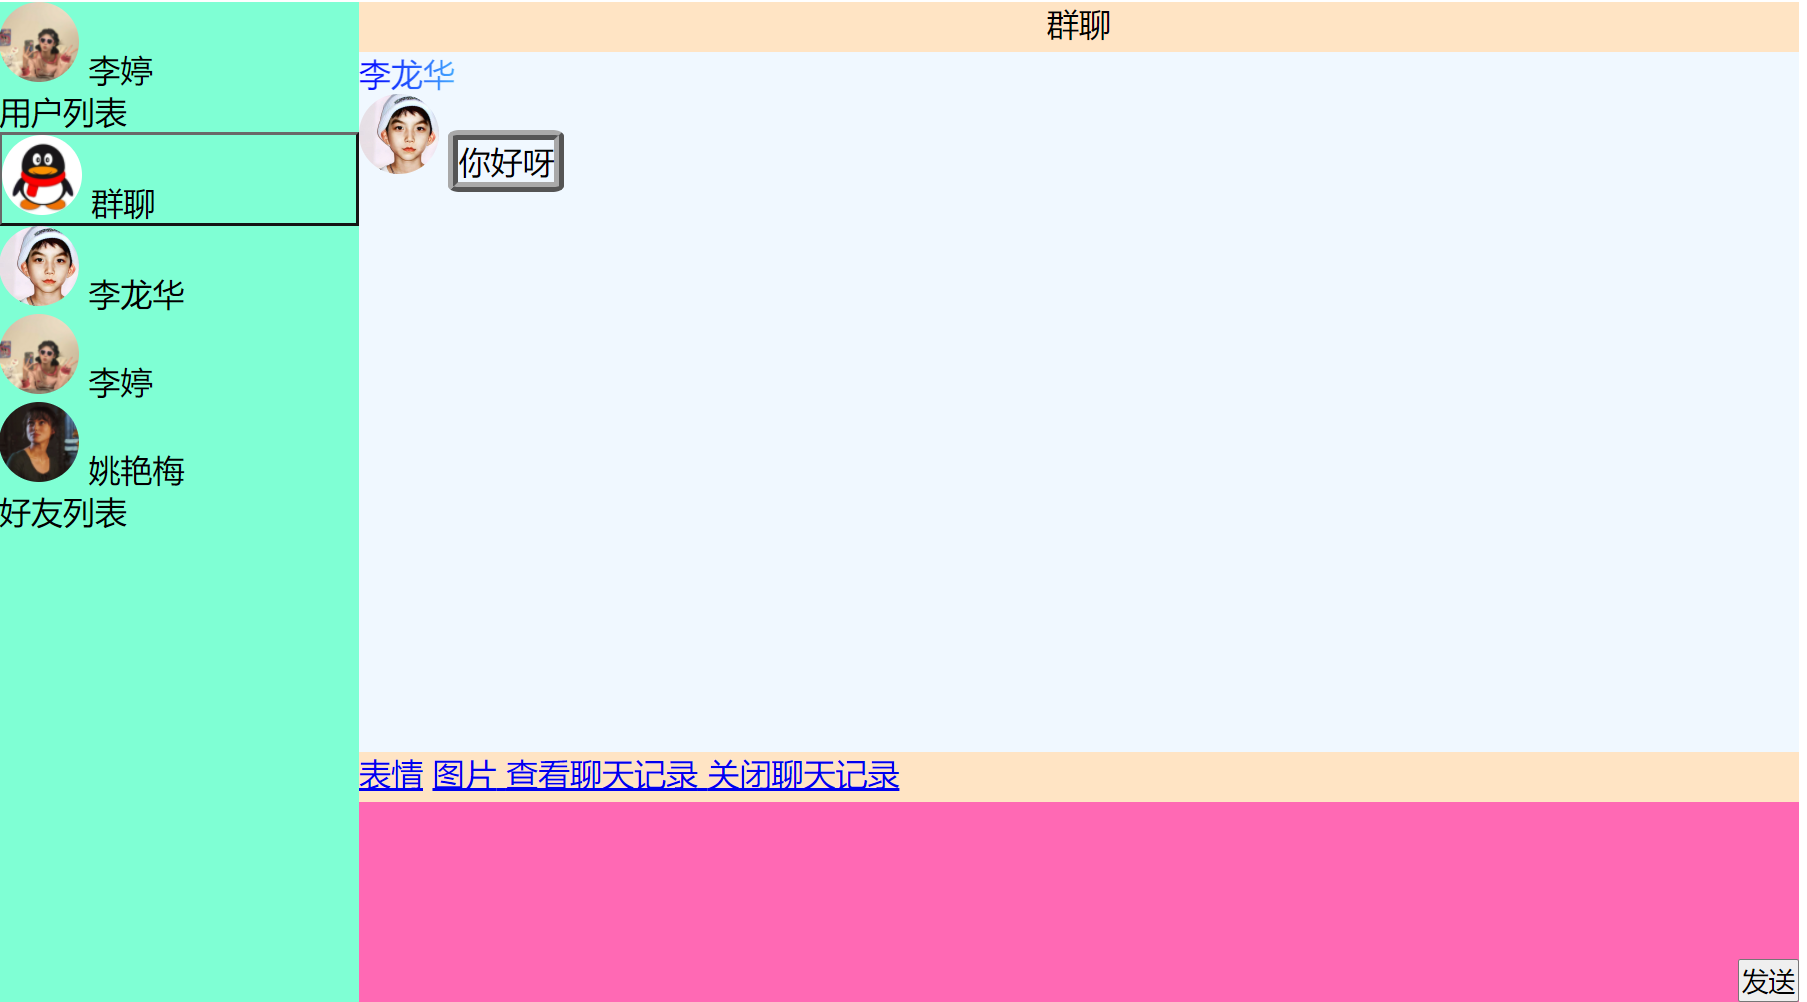 李婷
用户列表
群聊
李龙华
李婷
姚艳梅
好友列表
群聊
李龙华
你好呀
表情 图片 查看聊天记录 关闭聊天记录
发送